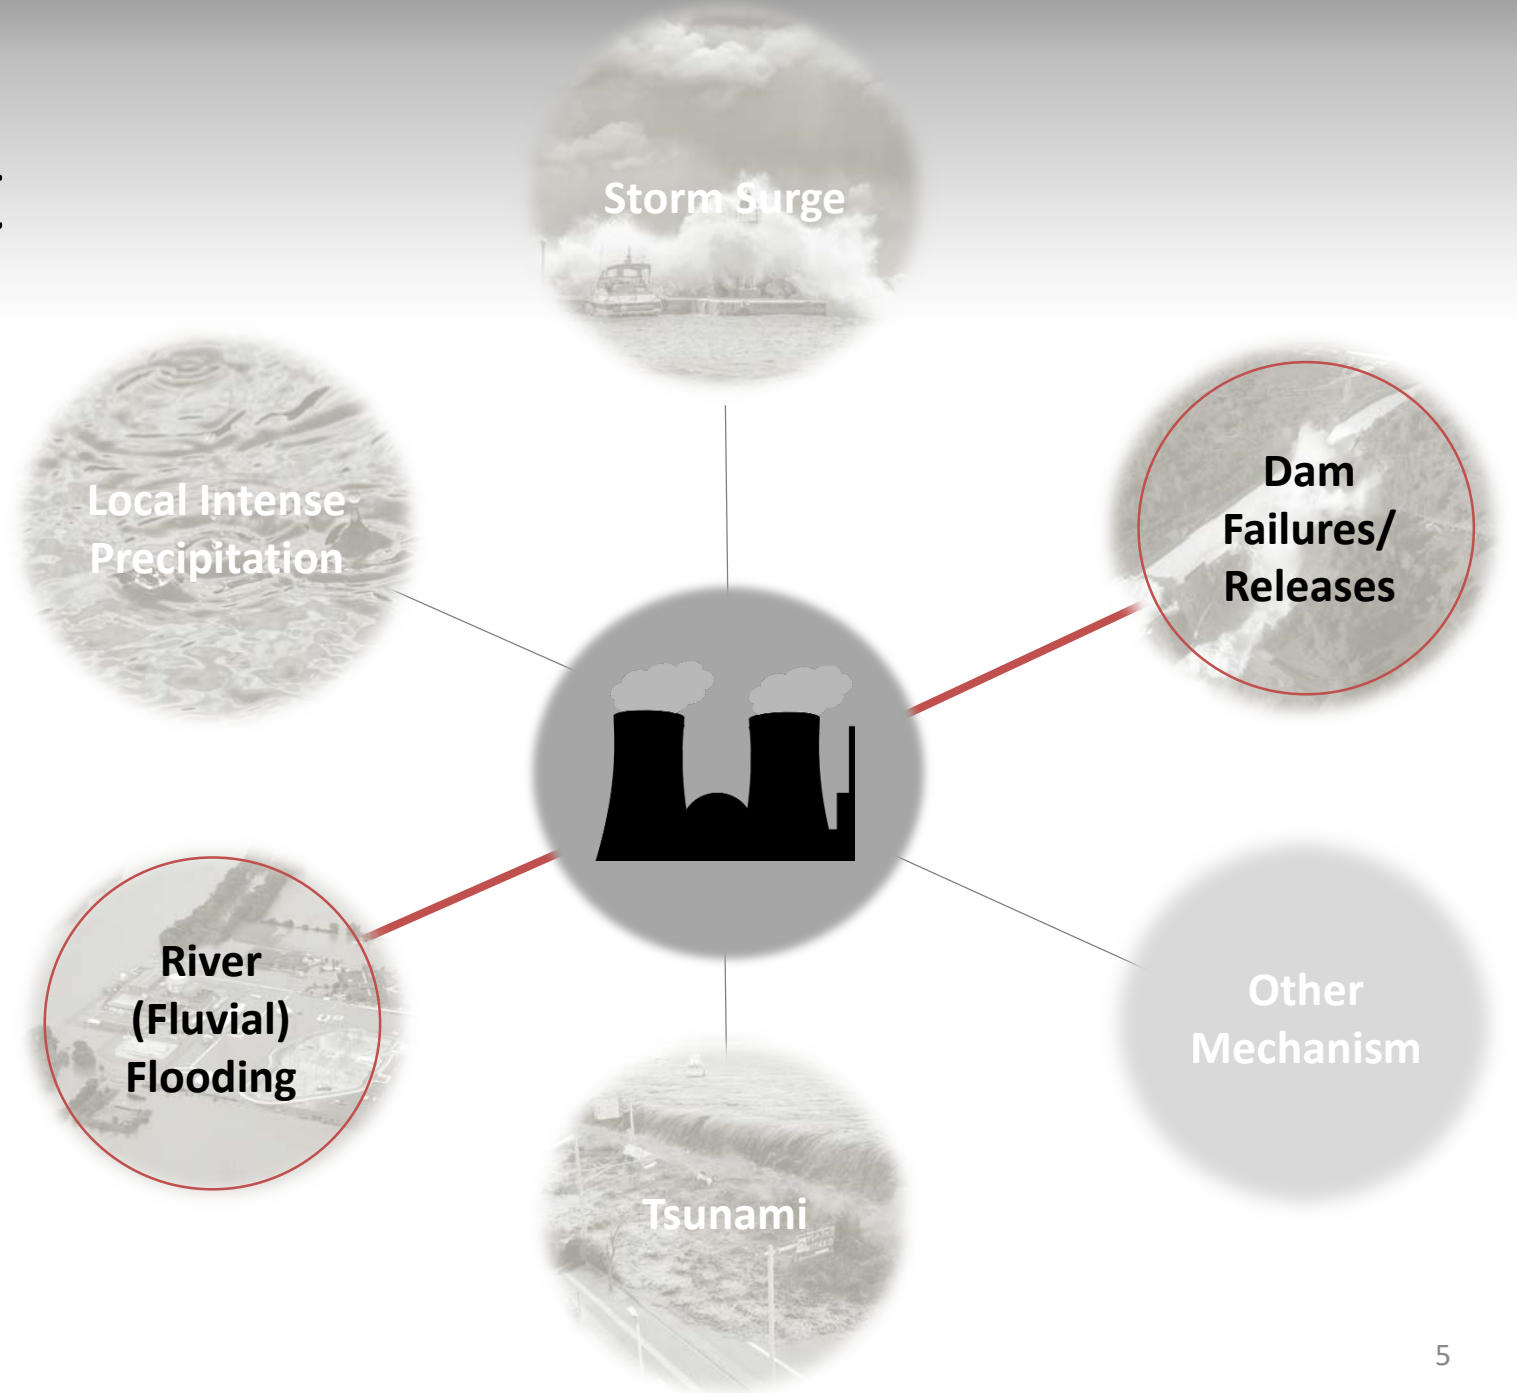 Storm Surge
Dam
Failures/
Releases
Local Intense
Precipitation
River
(Fluvial)
Flooding
Other
Mechanism
Tsunami
5